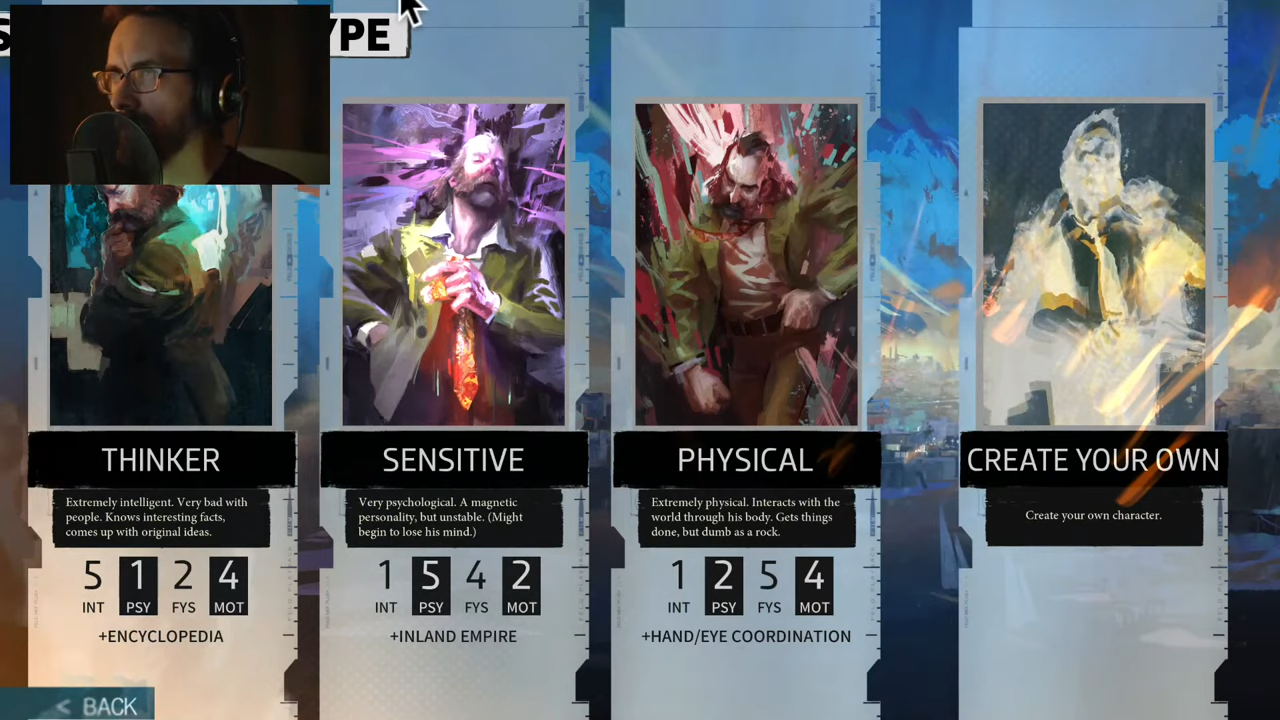 YPE
THINKER
Extremely intelligent. Very bad with
people. Knows interesting facts,
comes up with original ideas.
5 1 2 4
INT PSY FYS MOT
+ENCYCLOPEDIA
SENSITIVE
Very psychological. A magnetic
personality, but unstable. (Might
begin to lose his mind.)
1 5 4 2
INT PSY FYS MOT
+INLAND EMPIRE
PHYSICAL
Extremely physical. Interacts with the
world through his body. Gets things
done, but dumb as a rock.
1 2 5 4
INT PSY FYS MOT
+HAND/EYE COORDINATION
CREATE YOUR OWN
Create your own character.
< BACK